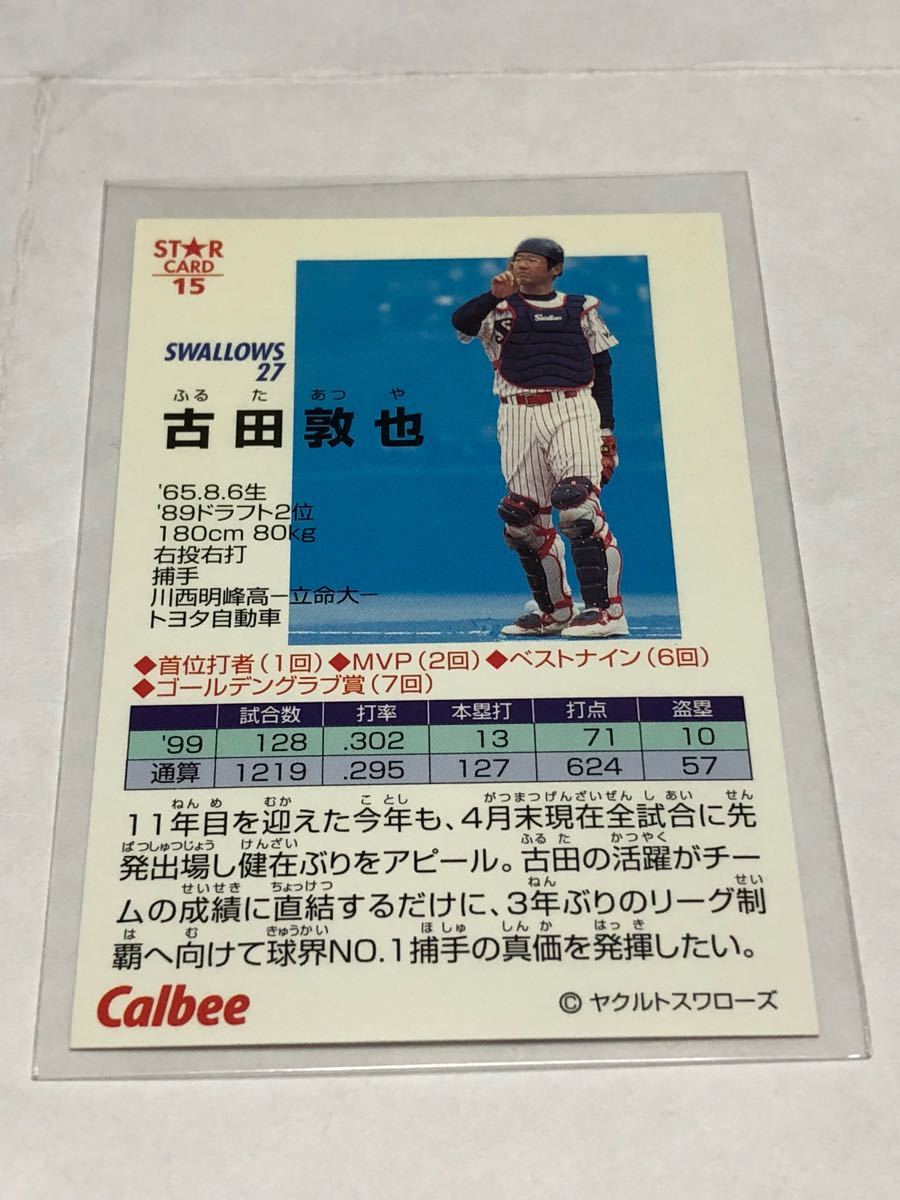 ST★R
CARD
15
SWALLOWS
27
ふる た あつ や
古田敦也
Swallows
'65.8.6生
'89ドラフト2位
180cm 80kg
右投右打
捕手
川西明峰高ー立命大ー
トヨタ自動車
◆首位打者(1回)◆MVP(2回)◆ベストナイン(6回)
◆ゴールデングラブ賞(7回)
試合数 打率 本塁打 打点 盗塁
'99 128 .302 13 71 10
通算 1219 .295 127 624 57
ねんめ むか ことし がつまつげんざいぜんしあい せん
11年目を迎えた今年も、4月末現在全試合に先
ぱつしゅつじょう けんざい ふるた かつやく
発出場し健在ぶりをアピール。古田の活躍がチー
せいせき ちょっけつ ねん せい
ムの成績に直結するだけに、3年ぶりのリーグ制
は む きゅうかい ほしゅ しんか はっき
覇へ向けて球界NO.1捕手の真価を発揮したい。
Calbee
© ヤクルトスワローズ